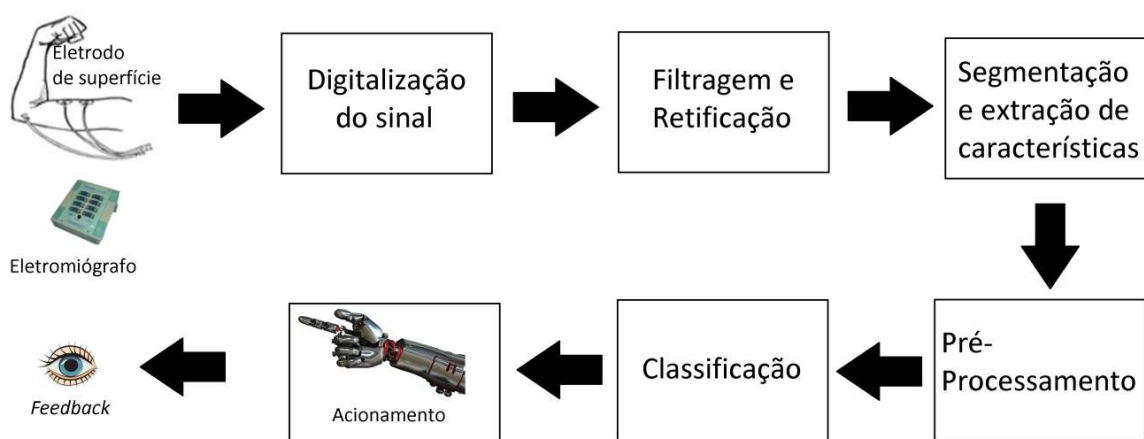 Eletrodo
de superfície
Eletromiógrafo
Digitalização
do sinal
Filtragem e
Retificação
Segmentação
e extração de
características
Pré-
Processamento
Classificação
Acionamento
Feedback